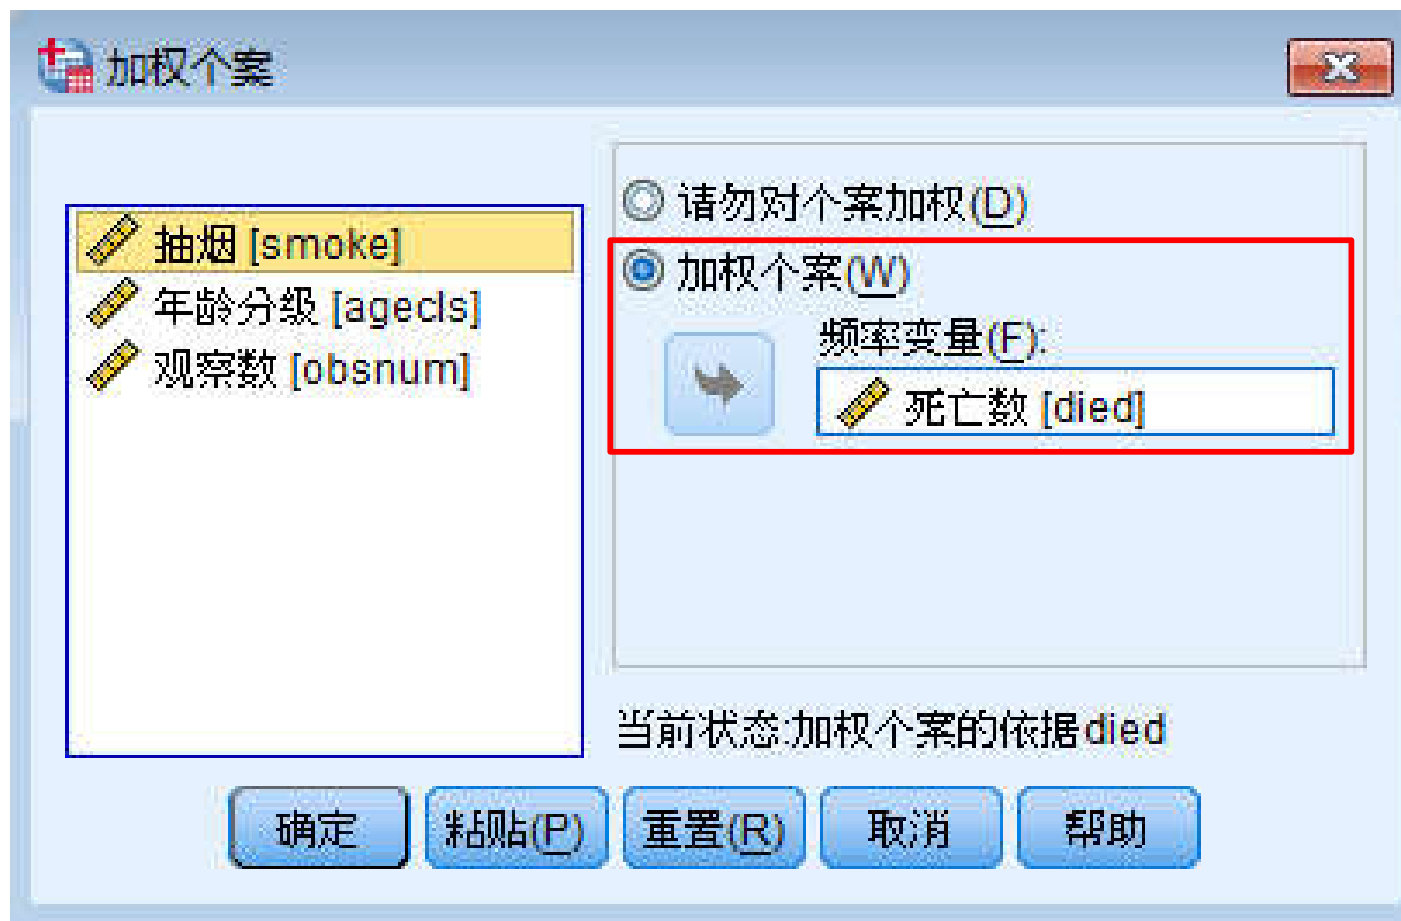 加权个案
抽烟 [smoke]
年龄分级 [agecls]
观察数 [obsnum]
请勿对个案加权(D)
加权个案(W)
频率变量(F):
死亡数 [died]
当前状态:加权个案的依据died
确定
粘贴(P)
重置(R)
取消
帮助